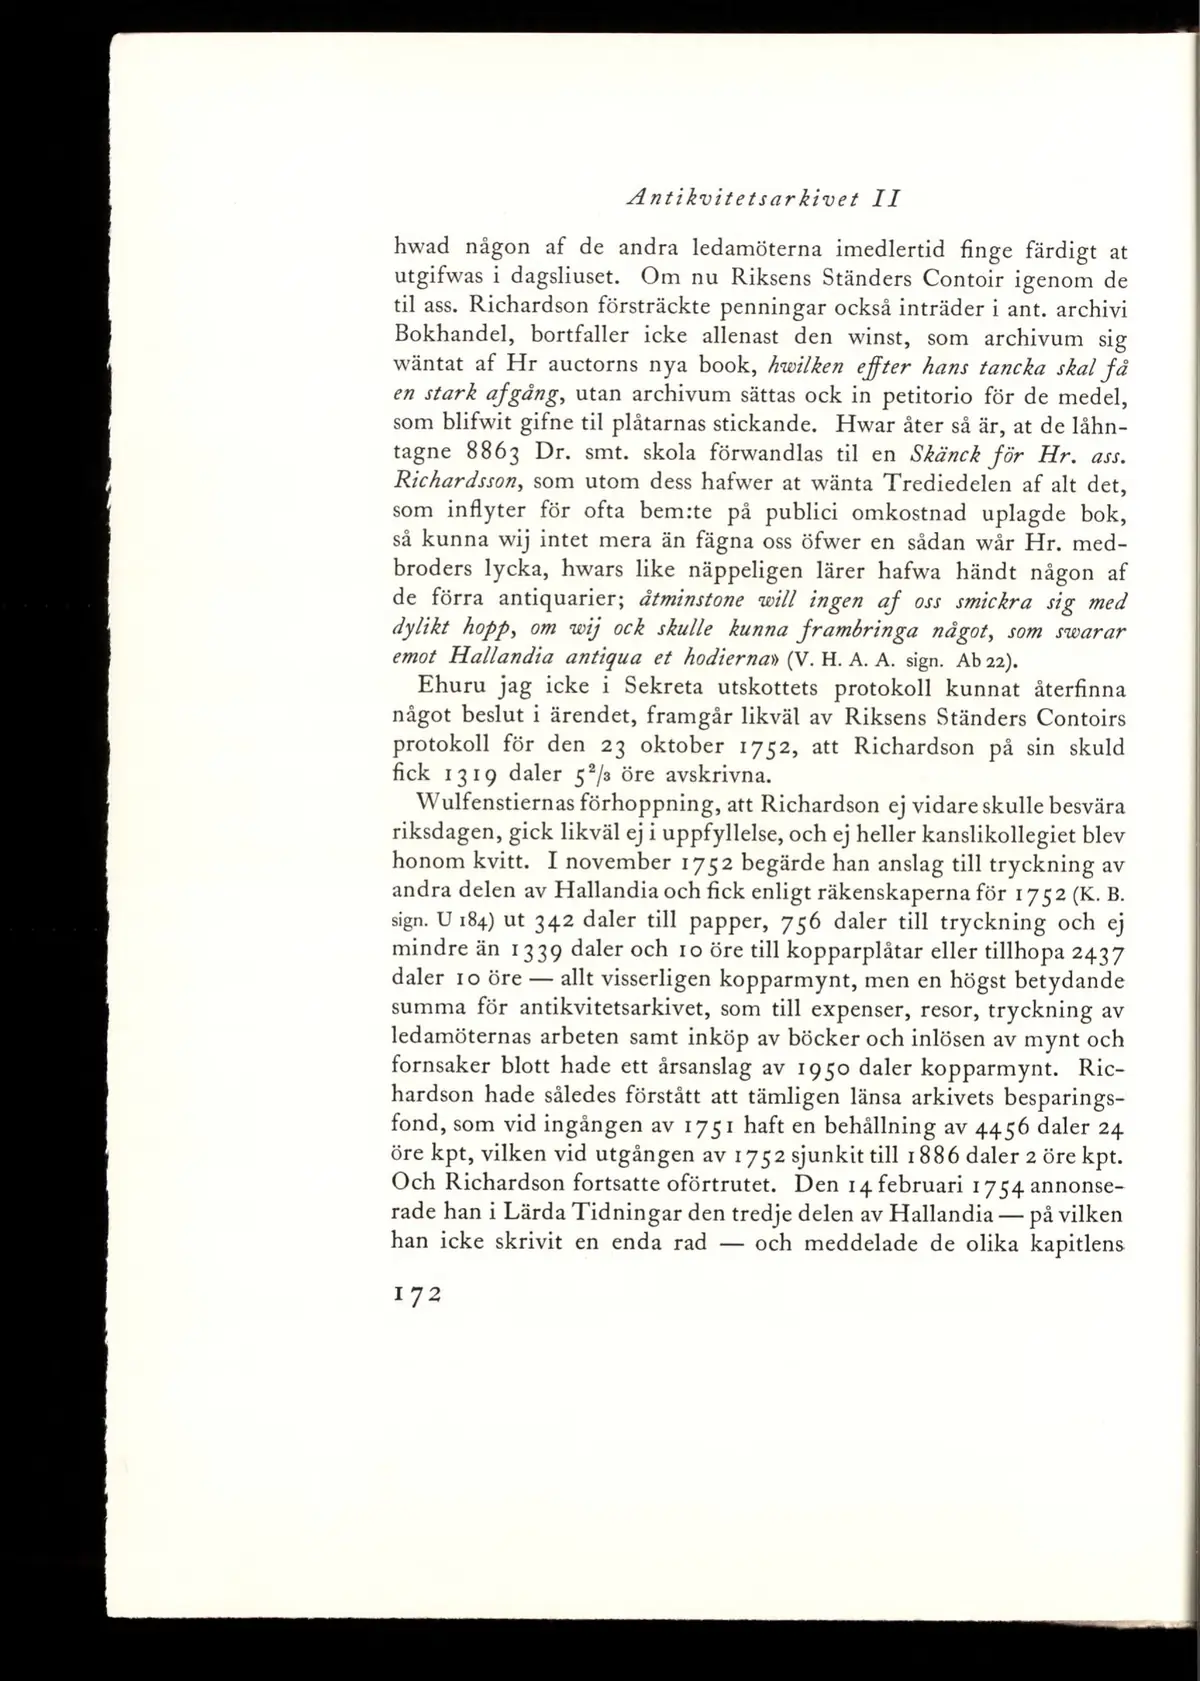 Antikvitetsarkivet II
hwad någon af de andra ledamöterna imedlertid finge färdigt at
utgifwas i dagsliuset. Om nu Riksens Ständers Contoir igenom de
til ass. Richardson försträckte penningar också inträder i ant. archivi
Bokhandel, bortfaller icke allenast den winst, som archivum sig
wäntat af Hr auctorns nya book, hwilken effter hans tancka skal få
en stark afgång, utan archivum sättas ock in petitorio för de medel,
som blifwit gifne til plåtarnas stickande. Hwar åter så är, at de låhn-
tagne 8863 Dr. smt. skola förwandlas til en Skänck för Hr. ass.
Richardsson, som utom dess hafwer at wänta Trediedelen af alt det,
som inflyter för ofta bem:te på publici omkostnad uplagde bok,
så kunna wij intet mera än fägna oss öfwer en sådan wår Hr. med-
broders lycka, hwars like näppeligen lärer hafwa händt någon af
de förra antiquarier; åtminstone will ingen af oss smickra sig med
dylikt hopp, om wij ock skulle kunna frambringa något, som swarar
emot Hallandia antiqua et hodierna» (V. H. A. A. sign. Ab 22).
Ehuru jag icke i Sekreta utskottets protokoll kunnat återfinna
något beslut i ärendet, framgår likväl av Riksens Ständers Contoirs
protokoll för den 23 oktober 1752, att Richardson på sin skuld
fick 1319 daler 5²/₃ öre avskrivna.
Wulfenstiernas förhoppning, att Richardson ej vidare skulle besvära
riksdagen, gick likväl ej i uppfyllelse, och ej heller kanslikollegiet blev
honom kvitt. I november 1752 begärde han anslag till tryckning av
andra delen av Hallandia och fick enligt räkenskaperna för 1752 (K. B.
sign. U 184) ut 342 daler till papper, 756 daler till tryckning och ej
mindre än 1339 daler och 10 öre till kopparplåtar eller tillhopa 2437
daler 10 öre — allt visserligen kopparmynt, men en högst betydande
summa för antikvitetsarkivet, som till expenser, resor, tryckning av
ledamöternas arbeten samt inköp av böcker och inlösen av mynt och
fornsaker blott hade ett årsanslag av 1950 daler kopparmynt. Ric-
hardson hade således förstått att tämligen länsa arkivets besparings-
fond, som vid ingången av 1751 haft en behållning av 4456 daler 24
öre kpt, vilken vid utgången av 1752 sjunkit till 1886 daler 2 öre kpt.
Och Richardson fortsatte oförtrutet. Den 14 februari 1754 annonse-
rade han i Lärda Tidningar den tredje delen av Hallandia — på vilken
han icke skrivit en enda rad — och meddelade de olika kapitlens
172